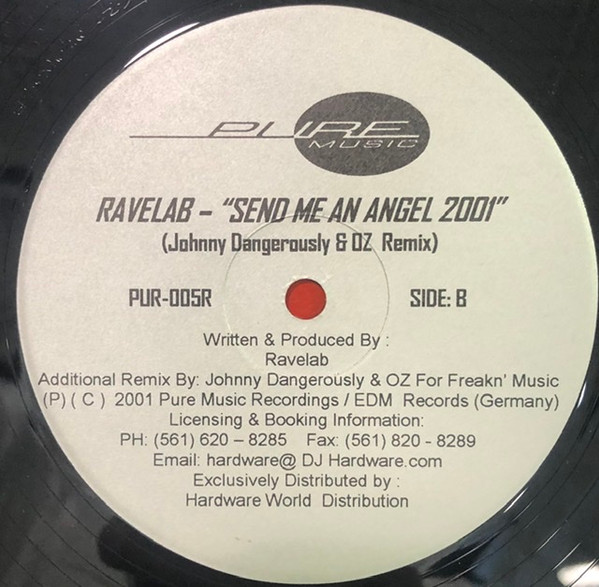 PURE
MUSIC
RAVELAB – “SEND ME AN ANGEL 2001”
(Johnny Dangerously & OZ Remix)
PUR-005R SIDE: B
Written & Produced By :
Ravelab
Additional Remix By: Johnny Dangerously & OZ For Freakn' Music
(P) ( C ) 2001 Pure Music Recordings / EDM Records (Germany)
Licensing & Booking Information:
PH: (561) 620 – 8285 Fax: (561) 820 - 8289
Email: hardware@ DJ Hardware.com
Exclusively Distributed by :
Hardware World Distribution